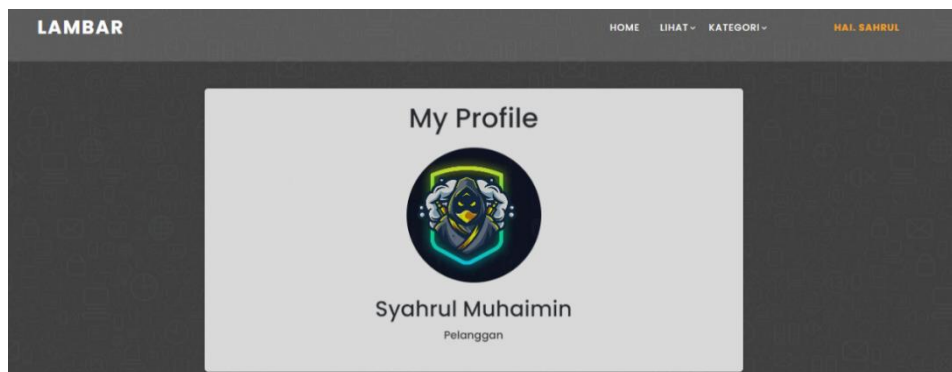 LAMBAR
HOME LIHAT KATEGORI HAI. SAHRUL
My Profile
Syahrul Muhaimin
Pelanggan